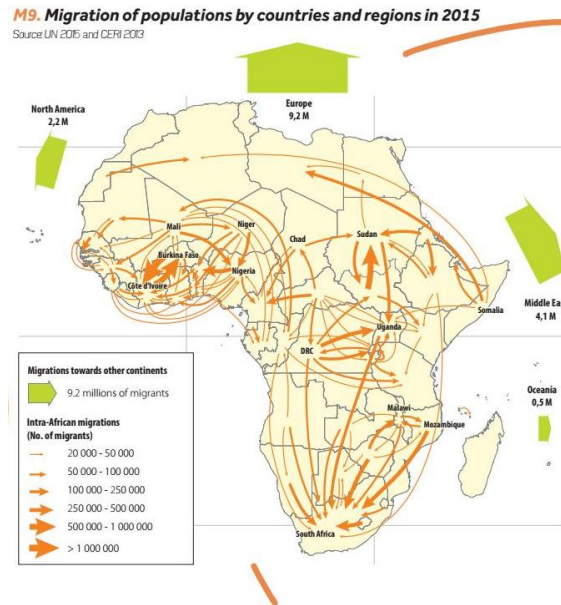 M9. Migration of populations by countries and regions in 2015
Source: UN 2015 and CERI 2013
North America
2,2 M
Europe
9,2 M
Mali
Niger
Chad
Sudan
Burkina Faso
Nigeria
Côte d'Ivoire
Somalia
Middle Ea
4,1 M
Uganda
DRC
Oceania
0,5 M
Malawi
Mozambique
South Africa
Migrations towards other continents
9.2 millions of migrants
Intra-African migrations
(No. of migrants)
20 000 - 50 000
50 000 - 100 000
100 000 - 250 000
250 000 - 500 000
500 000 - 1 000 000
> 1 000 000